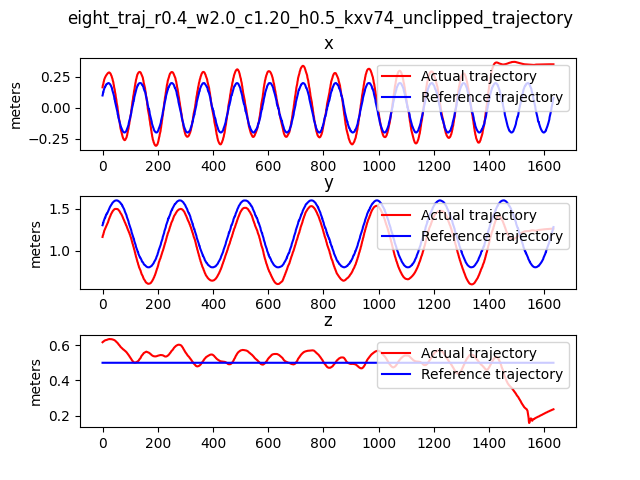 eight_traj_r0.4_w2.0_c1.20_h0.5_kxv74_unclipped_trajectory
x
meters
0.25
0.00
−0.25
Actual trajectory
Reference trajectory
0 200 400 600 800 1000 1200 1400 1600
y
meters
1.5
1.0
Actual trajectory
Reference trajectory
0 200 400 600 800 1000 1200 1400 1600
z
meters
0.6
0.4
0.2
Actual trajectory
Reference trajectory
0 200 400 600 800 1000 1200 1400 1600